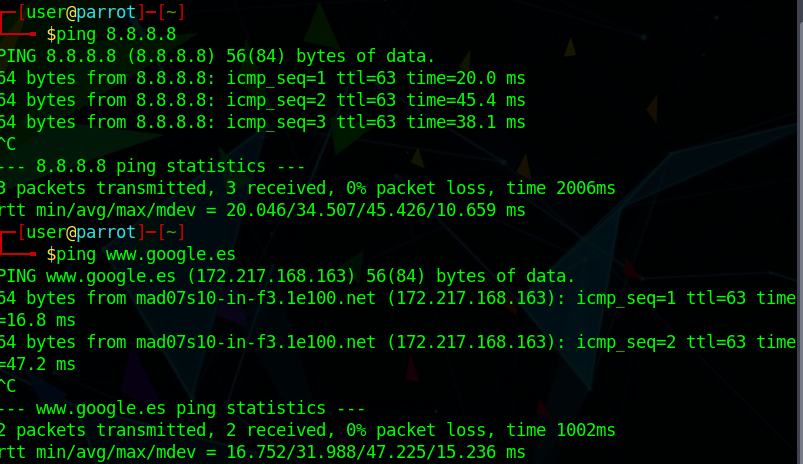 ┌─[user@parrot]─[~]
└──╼ $ping 8.8.8.8
PING 8.8.8.8 (8.8.8.8) 56(84) bytes of data.
64 bytes from 8.8.8.8: icmp_seq=1 ttl=63 time=20.0 ms
64 bytes from 8.8.8.8: icmp_seq=2 ttl=63 time=45.4 ms
64 bytes from 8.8.8.8: icmp_seq=3 ttl=63 time=38.1 ms
^C
--- 8.8.8.8 ping statistics ---
3 packets transmitted, 3 received, 0% packet loss, time 2006ms
rtt min/avg/max/mdev = 20.046/34.507/45.426/10.659 ms
┌─[user@parrot]─[~]
└──╼ $ping www.google.es
PING www.google.es (172.217.168.163) 56(84) bytes of data.
64 bytes from mad07s10-in-f3.1e100.net (172.217.168.163): icmp_seq=1 ttl=63 time
=16.8 ms
64 bytes from mad07s10-in-f3.1e100.net (172.217.168.163): icmp_seq=2 ttl=63 time
=47.2 ms
^C
--- www.google.es ping statistics ---
2 packets transmitted, 2 received, 0% packet loss, time 1002ms
rtt min/avg/max/mdev = 16.752/31.988/47.225/15.236 ms